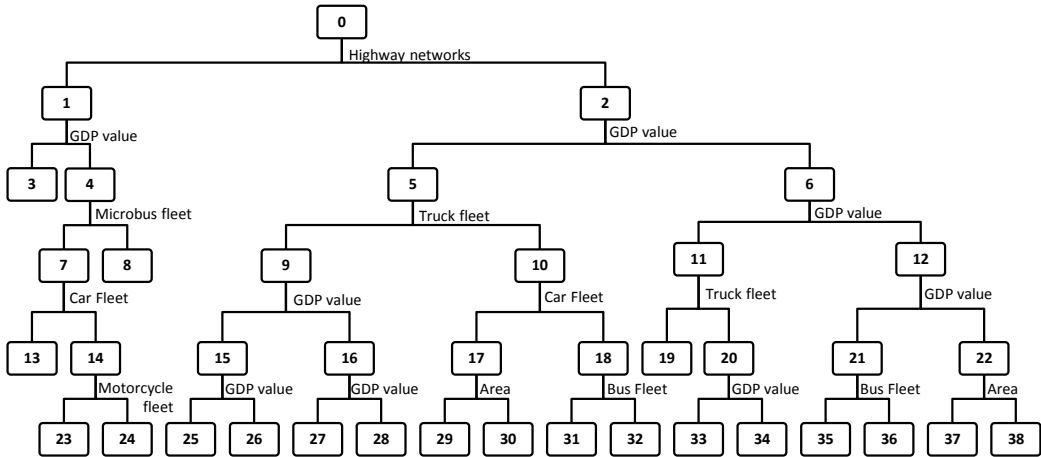 0
Highway networks
1
2
GDP value
GDP value
3
4
5
6
Microbus fleet
Truck fleet
GDP value
7
8
9
10
11
12
Car Fleet
GDP value
Car Fleet
Truck fleet
GDP value
13
14
15
16
17
18
19
20
21
22
Motorcycle
fleet
GDP value
GDP value
Area
Bus Fleet
GDP value
Bus Fleet
Area
23
24
25
26
27
28
29
30
31
32
33
34
35
36
37
38